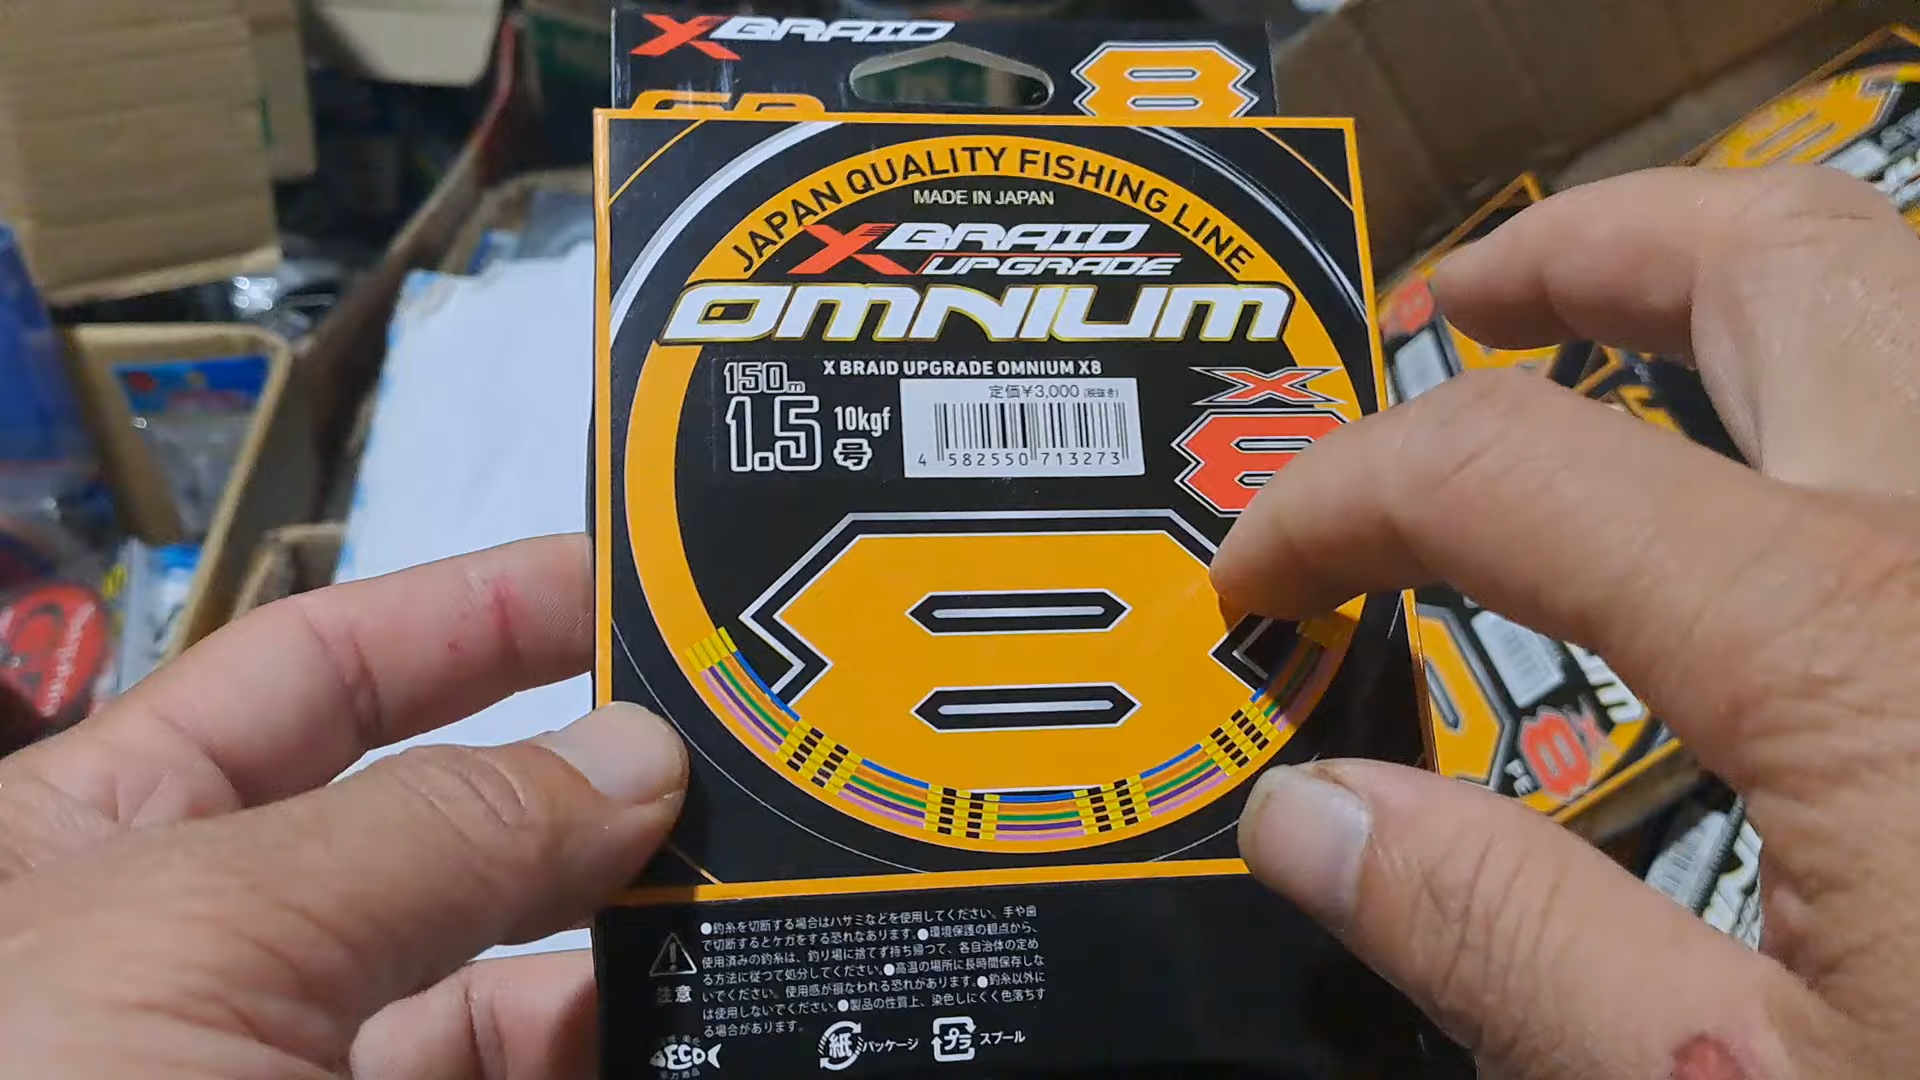 XBRAID
8
JAPAN QUALITY FISHING LINE
MADE IN JAPAN
XBRAID
UPGRADE
OMNIUM
X BRAID UPGRADE OMNIUM X8
150m
1.5号
10kgf
定価¥3,000(税抜き)
4 582550 713273
X
8
8
注意
●釣糸を切断する場合はハサミなどを使用してください。手や歯
で切断するとケガをする恐れなあります。●環境保護の観点から、
使用済みの釣糸は、釣り場に捨てず持ち帰つて、各自治体の定め
る方法に従つて処分してください。●高温の場所に長時間保存しな
いでください。使用感が損なわれる恐れがあります。●釣糸以外に
は使用しないでください。●製品の性質上、染色しにくく色落ちす
る場合があります。
ECO
紙 パッケージ
プラ スプール